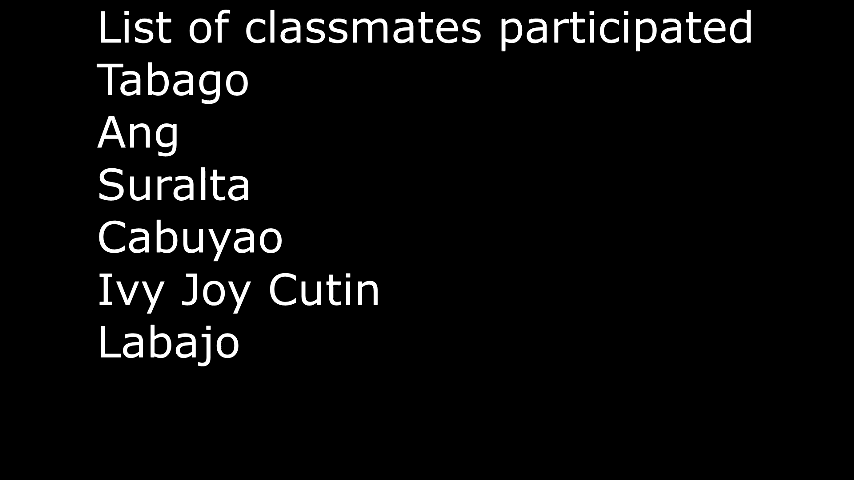 List of classmates participated
Tabago
Ang
Suralta
Cabuyao
Ivy Joy Cutin
Labajo